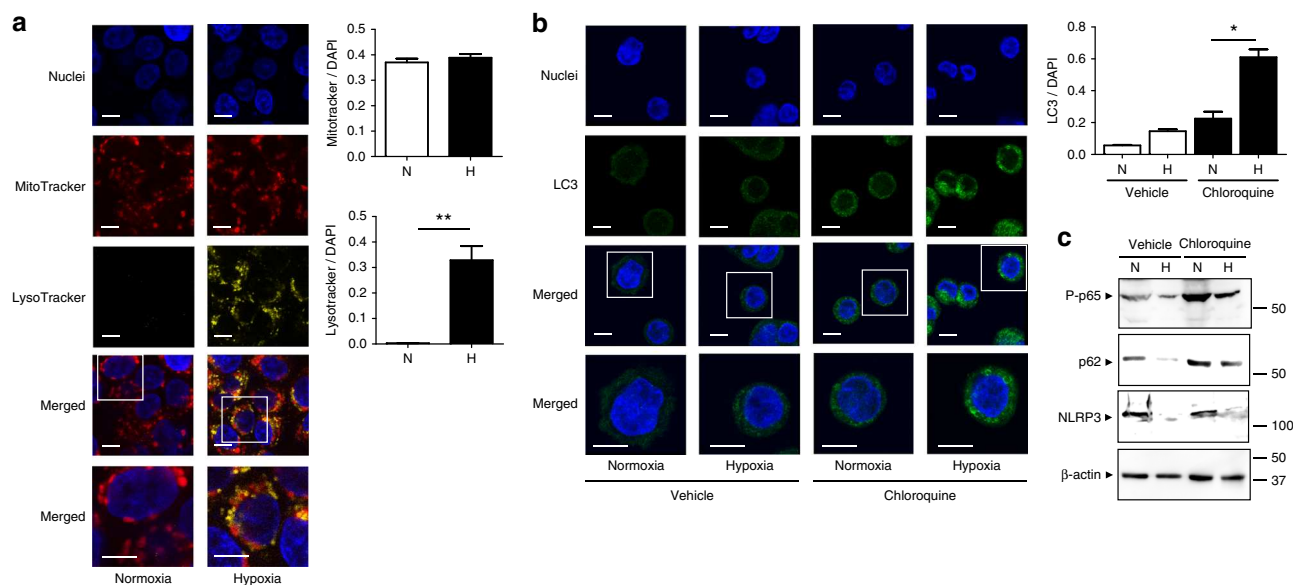 a
Nuclei
MitoTracker
LysoTracker
Merged
Merged
Normoxia Hypoxia
Mitotracker / DAPI
0.5
0.4
0.3
0.2
0.1
0.0
N H
Lysotracker / DAPI
0.5
0.4
0.3
0.2
0.1
0.0
**
N H
b
Nuclei
LC3
Merged
Merged
Normoxia Hypoxia Normoxia Hypoxia
Vehicle Chloroquine
LC3 / DAPI
0.8
0.6
0.4
0.2
0.0
*
N H N H
Vehicle Chloroquine
c
Vehicle Chloroquine
N H N H
P-p65
50
p62
50
NLRP3
100
β-actin
50
37